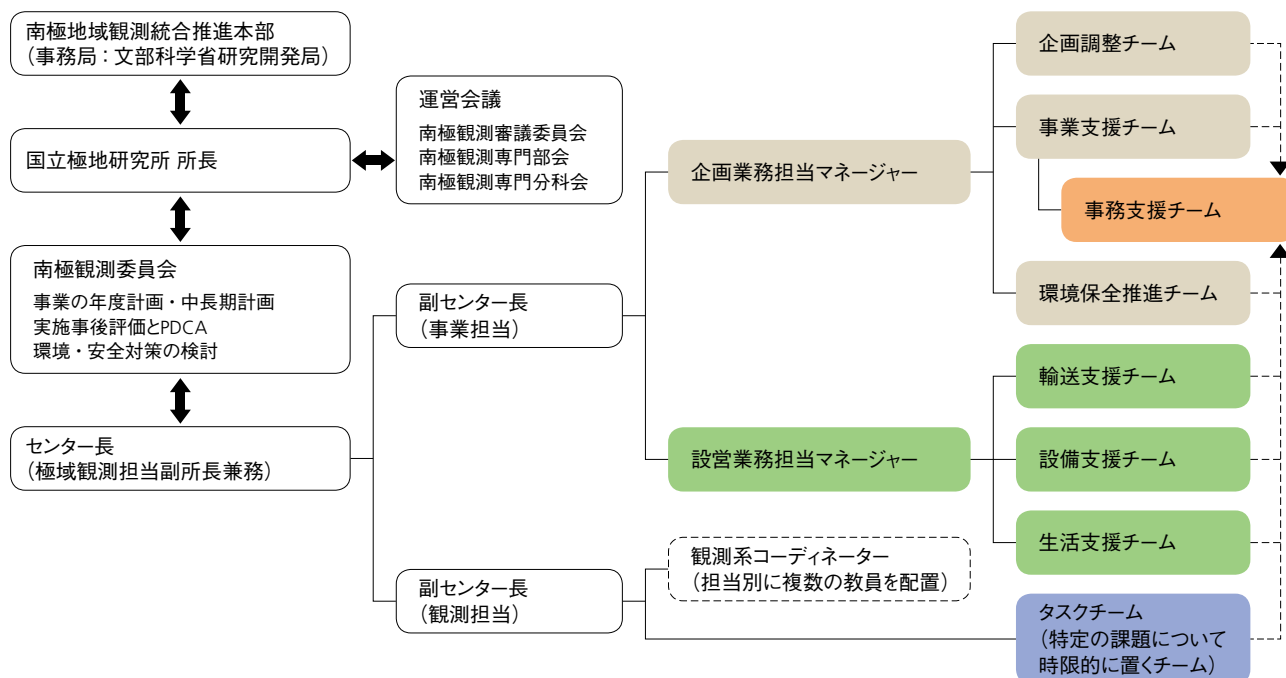 南極地域観測統合推進本部
（事務局：文部科学省研究開発局）
国立極地研究所 所長
運営会議
南極観測審議委員会
南極観測専門部会
南極観測専門分科会
南極観測委員会
事業の年度計画・中長期計画
実施事後評価とPDCA
環境・安全対策の検討
センター長
（極域観測担当副所長兼務）
副センター長
（事業担当）
副センター長
（観測担当）
企画業務担当マネージャー
設営業務担当マネージャー
観測系コーディネーター
（担当別に複数の教員を配置）
企画調整チーム
事業支援チーム
事務支援チーム
環境保全推進チーム
輸送支援チーム
設備支援チーム
生活支援チーム
タスクチーム
（特定の課題について
時限的に置くチーム）